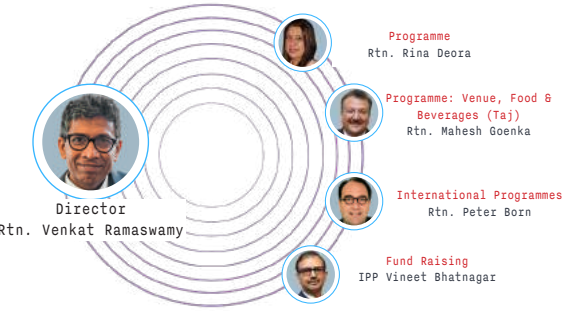 Programme
Rtn. Rina Deora
Programme: Venue, Food &
Beverages (Taj)
Rtn. Mahesh Goenka
Director
Rtn. Venkat Ramaswamy
International Programmes
Rtn. Peter Born
Fund Raising
IPP Vineet Bhatnagar